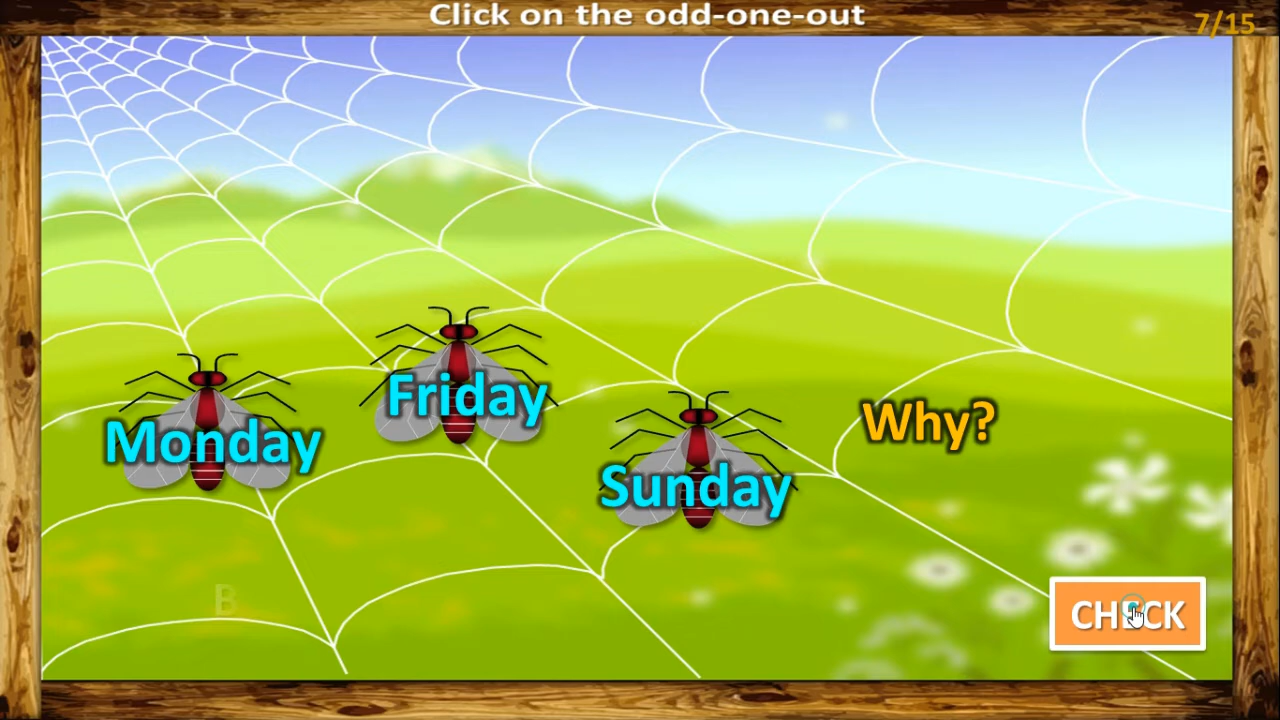 Click on the odd-one-out
7/15
Friday
Monday
Why?
Sunday
B
CHECK